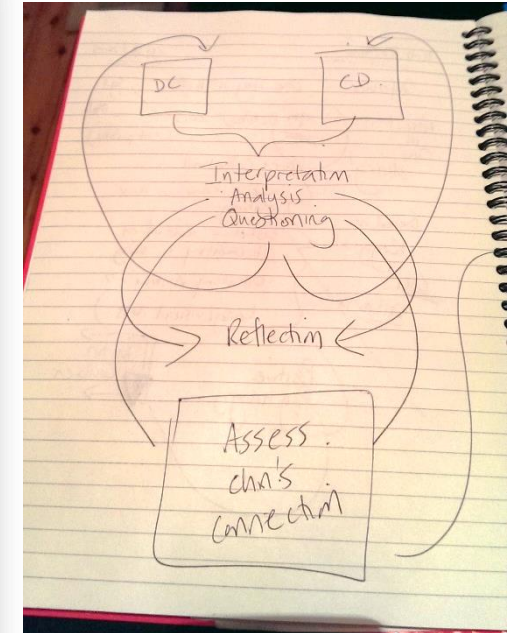 DC
CD.
Interpretation
Analysis
Questioning
Reflection
Assess.
chn's
connection